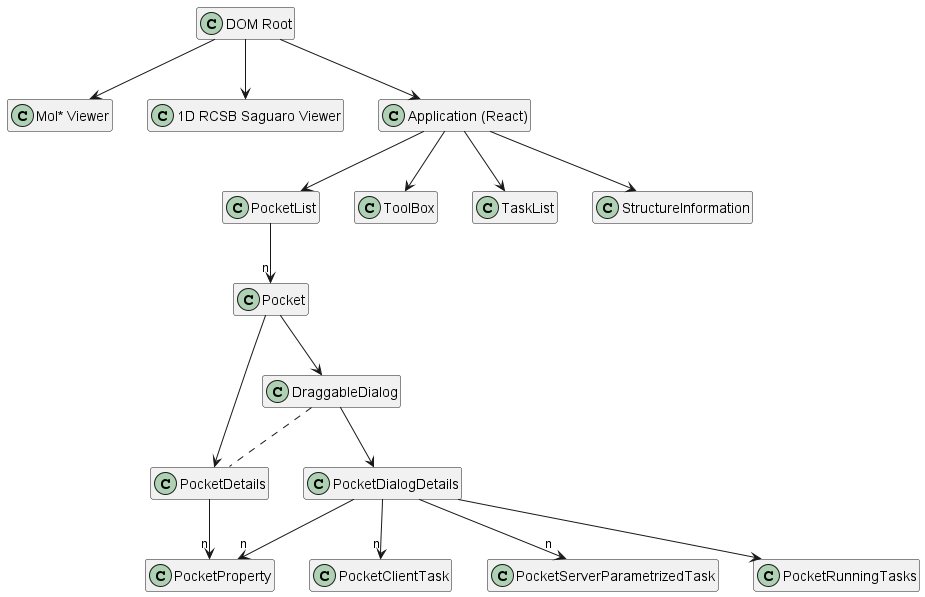 C DOM Root
C Mol* Viewer
C 1D RCSB Saguaro Viewer
C Application (React)
C PocketList
C ToolBox
C TaskList
C StructureInformation
n
C Pocket
C DraggableDialog
C PocketDetails
C PocketDialogDetails
n
n
n
n
C PocketProperty
C PocketClientTask
C PocketServerParametrizedTask
C PocketRunningTasks